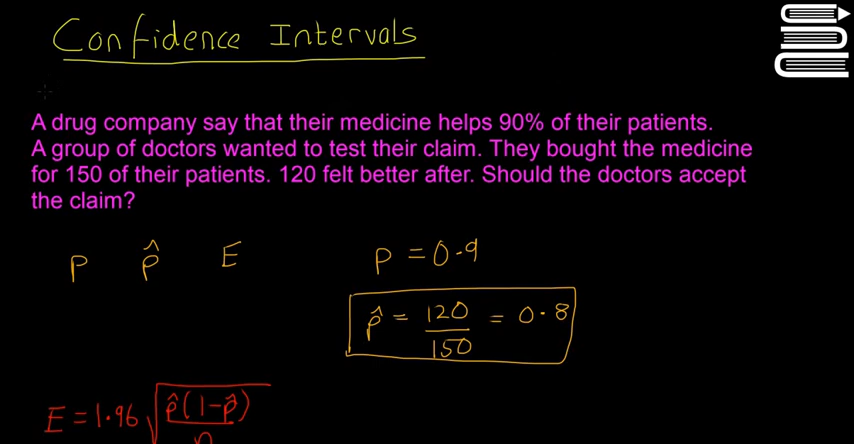 Confidence Intervals
A drug company say that their medicine helps 90% of their patients.
A group of doctors wanted to test their claim. They bought the medicine
for 150 of their patients. 120 felt better after. Should the doctors accept
the claim?
P p̂ E P = 0.9
p̂ = 120/150 = 0.8
E = 1.96 √(p̂(1-p̂)/n)